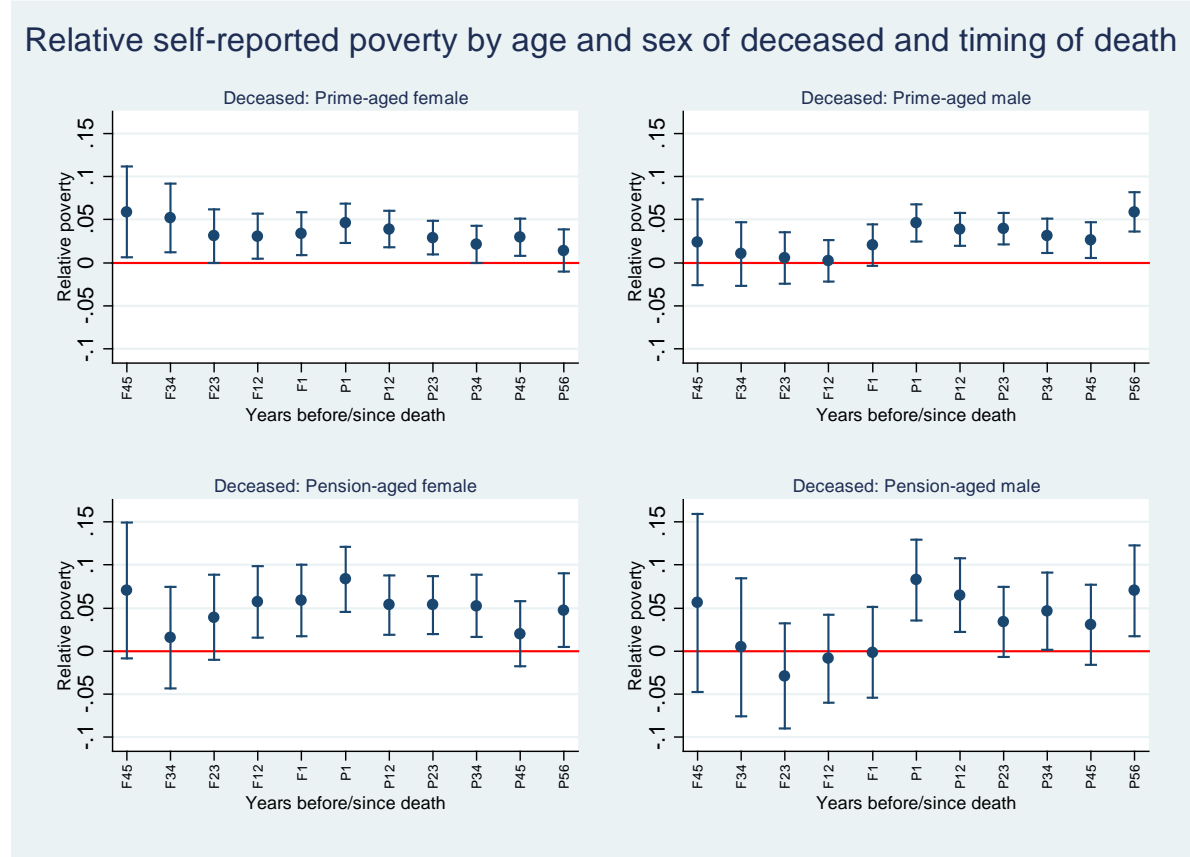 Relative self-reported poverty by age and sex of deceased and timing of death
Deceased: Prime-aged female
Relative poverty
.15
.1
.05
0
-.05
-.1
F45 F34 F23 F12 F1 P1 P12 P23 P34 P45 P56
Years before/since death
Deceased: Prime-aged male
Relative poverty
.15
.1
.05
0
-.05
-.1
F45 F34 F23 F12 F1 P1 P12 P23 P34 P45 P56
Years before/since death
Deceased: Pension-aged female
Relative poverty
.15
.1
.05
0
-.05
-.1
F45 F34 F23 F12 F1 P1 P12 P23 P34 P45 P56
Years before/since death
Deceased: Pension-aged male
Relative poverty
.15
.1
.05
0
-.05
-.1
F45 F34 F23 F12 F1 P1 P12 P23 P34 P45 P56
Years before/since death